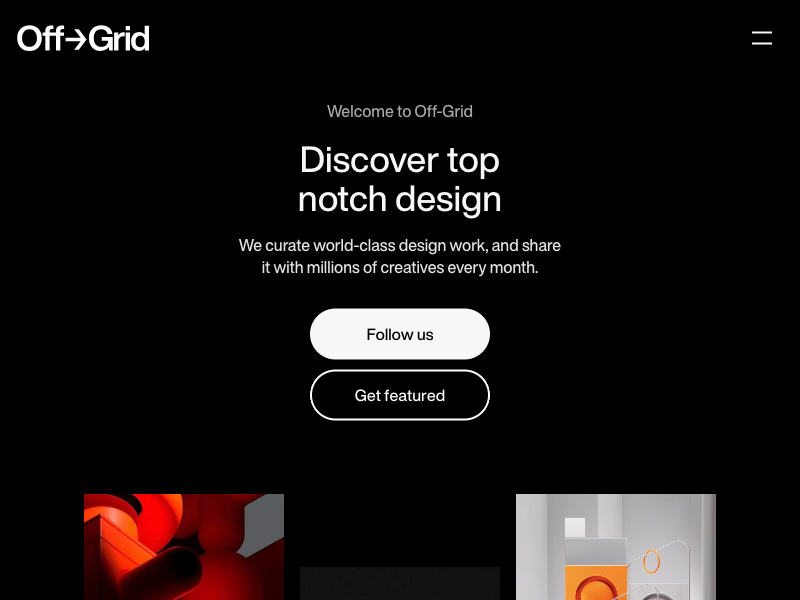 Off→Grid
Welcome to Off-Grid
Discover top
notch design
We curate world-class design work, and share
it with millions of creatives every month.
Follow us
Get featured